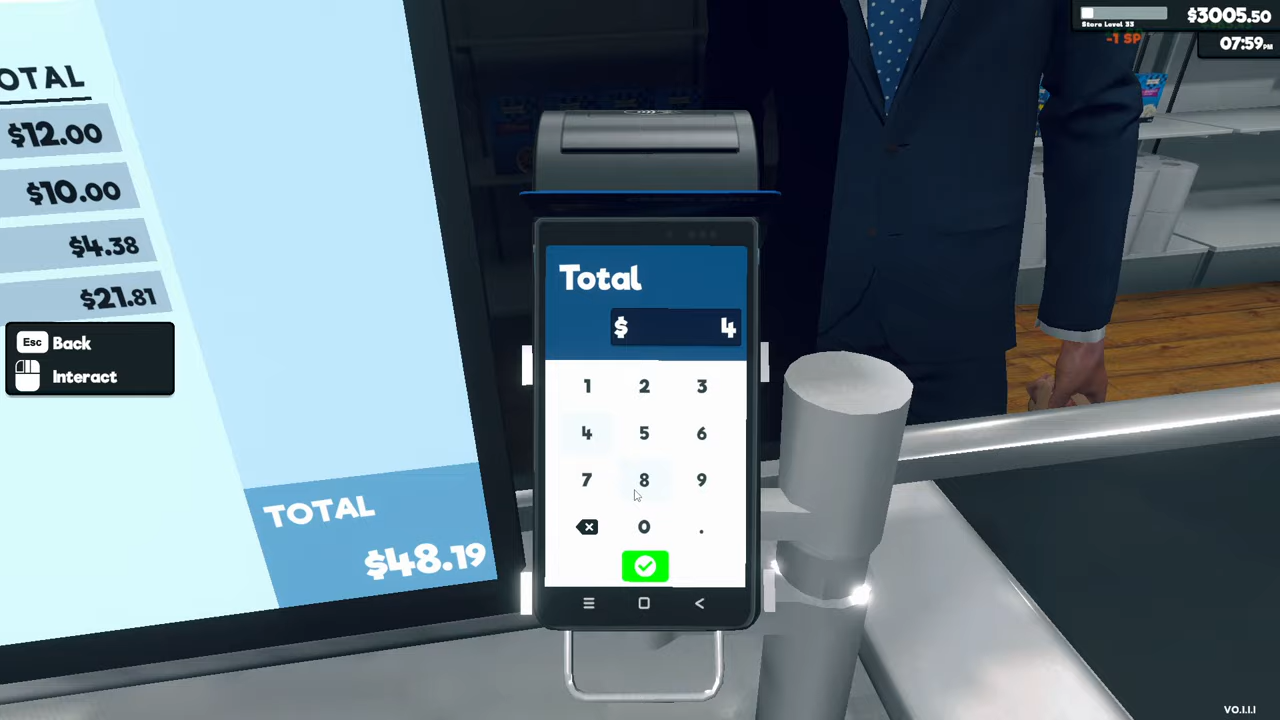 $3005.50
Store Level 33
-1 SP
07:59PM
OTAL
$12.00
$10.00
$4.38
$21.81
Esc Back
Interact
TOTAL
$48.19
Total
$ 4
1 2 3
4 5 6
7 8 9
0 .
V0.1.1.1